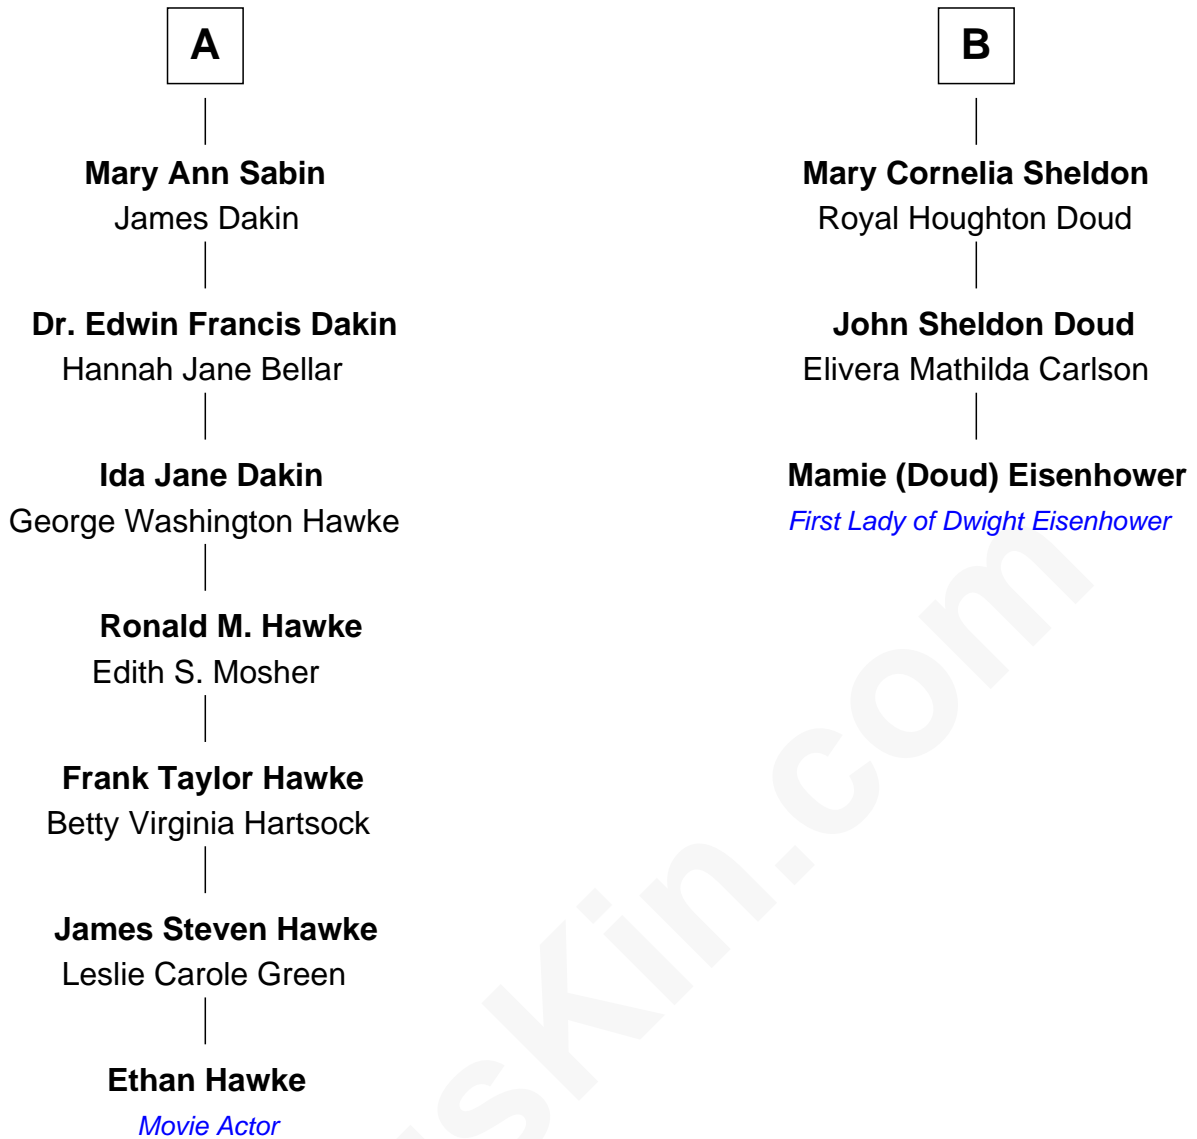 A
Mary Ann Sabin
James Dakin
Dr. Edwin Francis Dakin
Hannah Jane Bellar
Ida Jane Dakin
George Washington Hawke
Ronald M. Hawke
Edith S. Mosher
Frank Taylor Hawke
Betty Virginia Hartsock
James Steven Hawke
Leslie Carole Green
Ethan Hawke
Movie Actor
B
Mary Cornelia Sheldon
Royal Houghton Doud
John Sheldon Doud
Elivera Mathilda Carlson
Mamie (Doud) Eisenhower
First Lady of Dwight Eisenhower
sKin.com